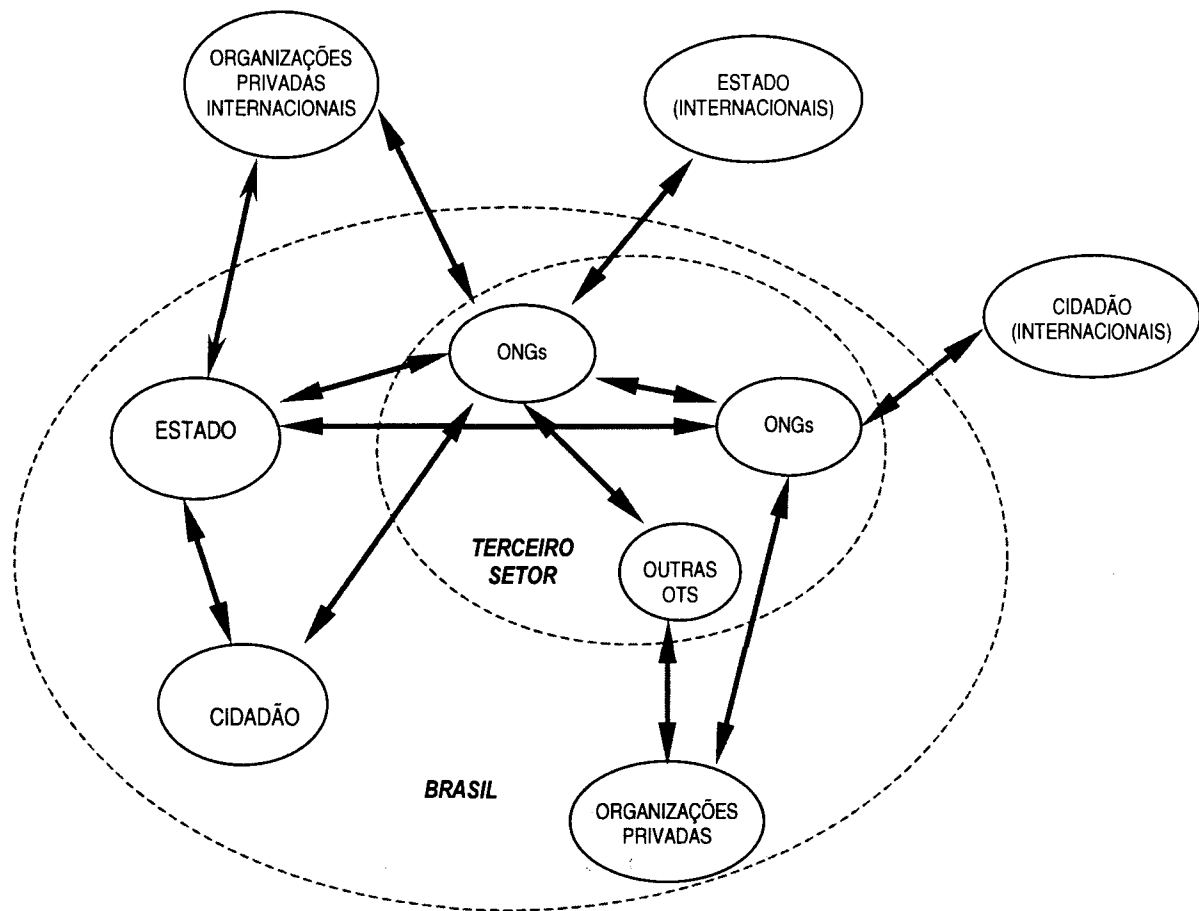 ORGANIZAÇÕES
PRIVADAS
INTERNACIONAIS
ESTADO
(INTERNACIONAIS)
CIDADÃO
(INTERNACIONAIS)
ONGs
ESTADO
ONGs
TERCEIRO
SETOR
OUTRAS
OTS
CIDADÃO
BRASIL
ORGANIZAÇÕES
PRIVADAS